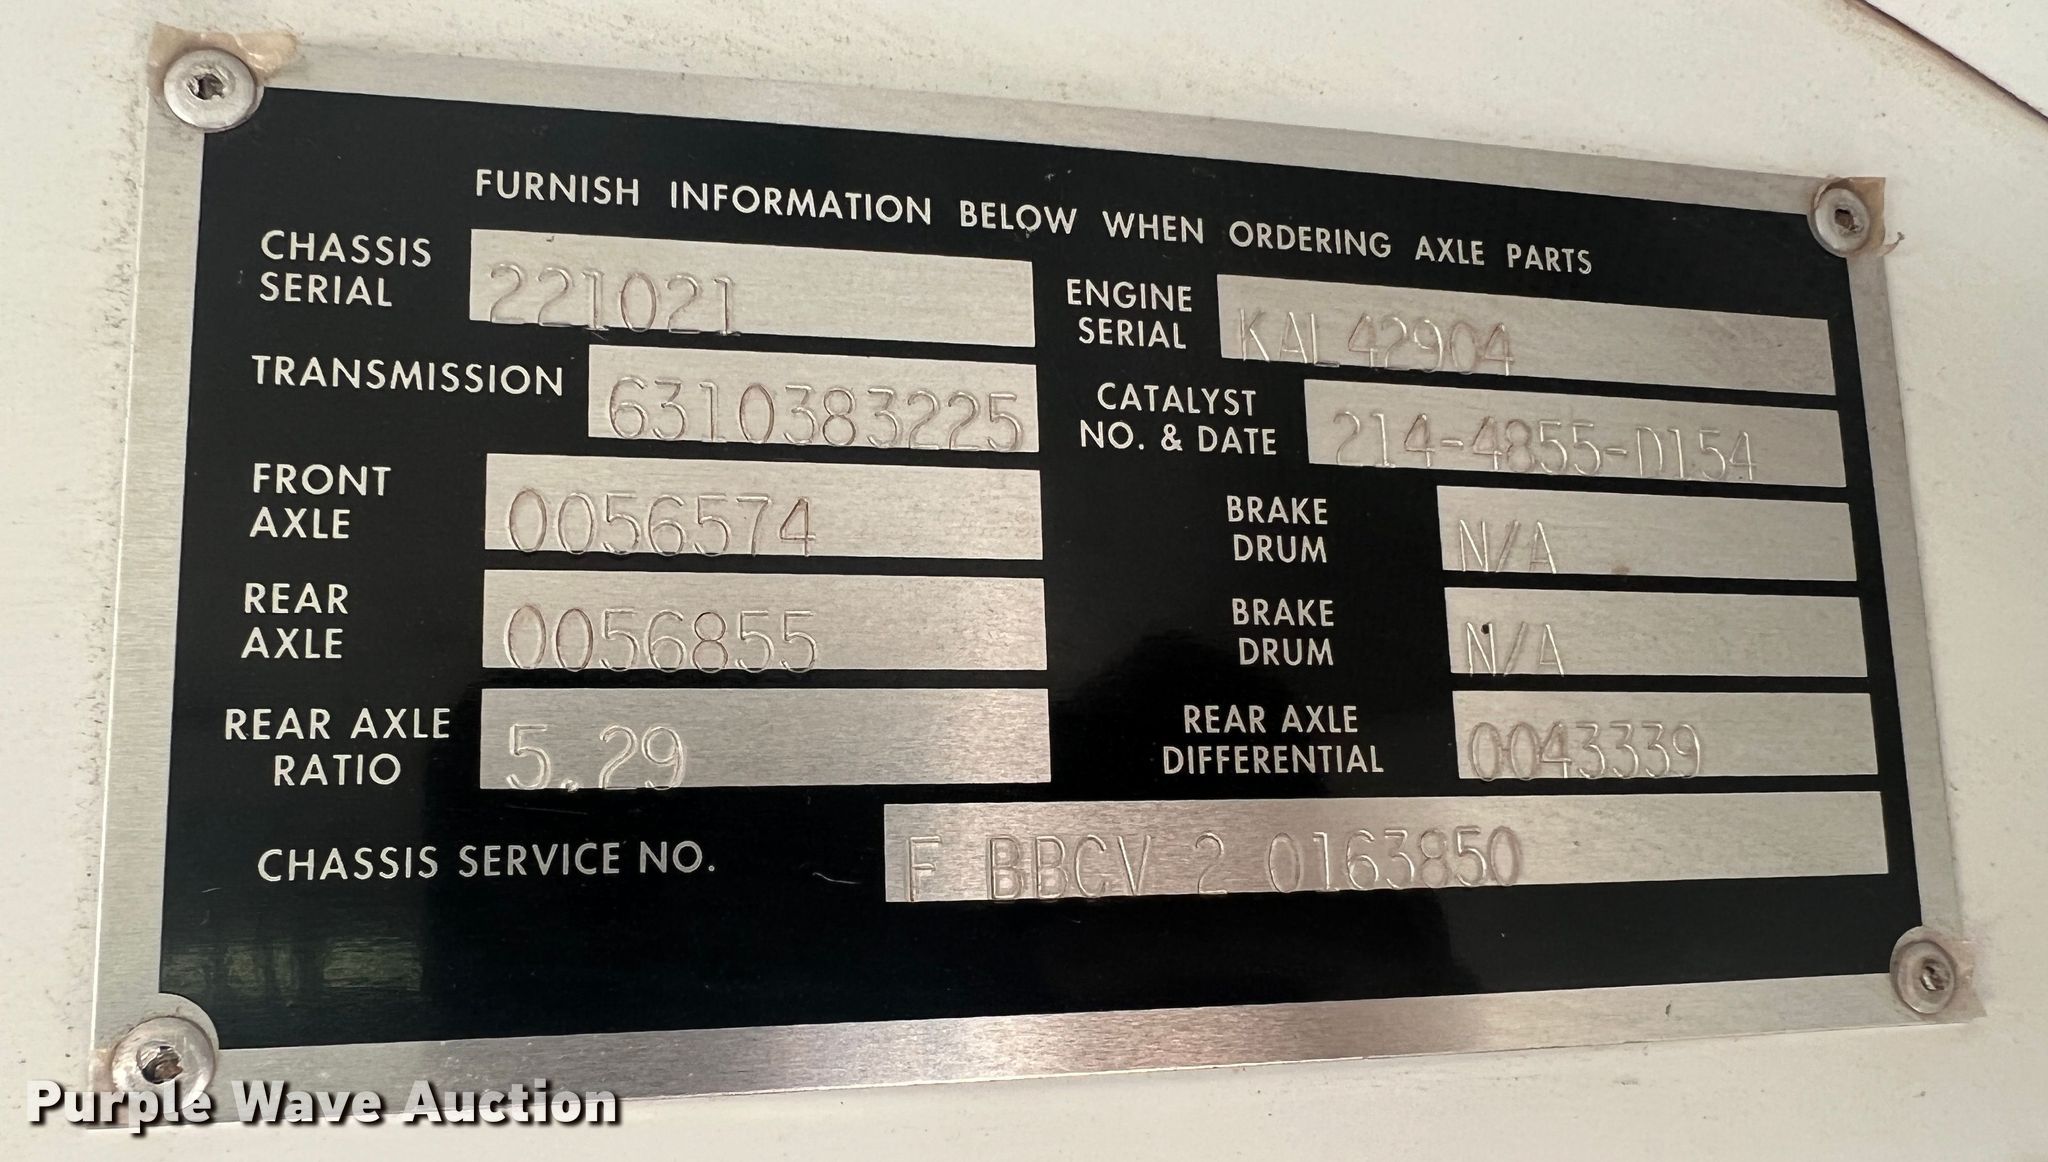 FURNISH INFORMATION BELOW WHEN ORDERING AXLE PARTS
CHASSIS
SERIAL
221021
TRANSMISSION
6310383225
FRONT
AXLE
0056574
REAR
AXLE
0056855
REAR AXLE
RATIO
5.29
ENGINE
SERIAL
KAL42904
CATALYST
NO. & DATE
214-4855-D154
BRAKE
DRUM
N/A
BRAKE
DRUM
N/A
REAR AXLE
DIFFERENTIAL
0043339
CHASSIS SERVICE NO.
F BBCV 2 0163850
Purple Wave Auction